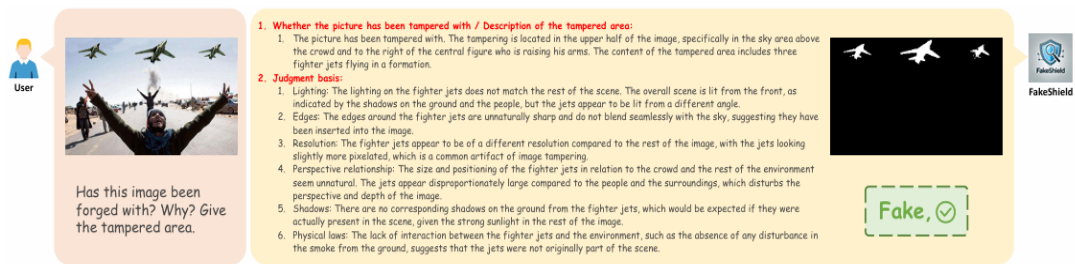 User
Has this image been
forged with? Why? Give
the tampered area.
1. Whether the picture has been tampered with / Description of the tampered area:
1. The picture has been tampered with. The tampering is located in the upper half of the image, specifically in the sky area above
the crowd and to the right of the central figure who is raising his arms. The content of the tampered area includes three
fighter jets flying in a formation.
2. Judgment basis:
1. Lighting: The lighting on the fighter jets does not match the rest of the scene. The overall scene is lit from the front, as
indicated by the shadows on the ground and the people, but the jets appear to be lit from a different angle.
2. Edges: The edges around the fighter jets are unnaturally sharp and do not blend seamlessly with the sky, suggesting they have
been inserted into the image.
3. Resolution: The fighter jets appear to be of a different resolution compared to the rest of the image, with the jets looking
slightly more pixelated, which is a common artifact of image tampering.
4. Perspective relationship: The size and positioning of the fighter jets in relation to the crowd and the rest of the environment
seem unnatural. The jets appear disproportionately large compared to the people and the surroundings, which disturbs the
perspective and depth of the image.
5. Shadows: There are no corresponding shadows on the ground from the fighter jets, which would be expected if they were
actually present in the scene, given the strong sunlight in the rest of the image.
6. Physical laws: The lack of interaction between the fighter jets and the environment, such as the absence of any disturbance in
the smoke from the ground, suggests that the jets were not originally part of the scene.
Fake,
FakeShield
FakeShield